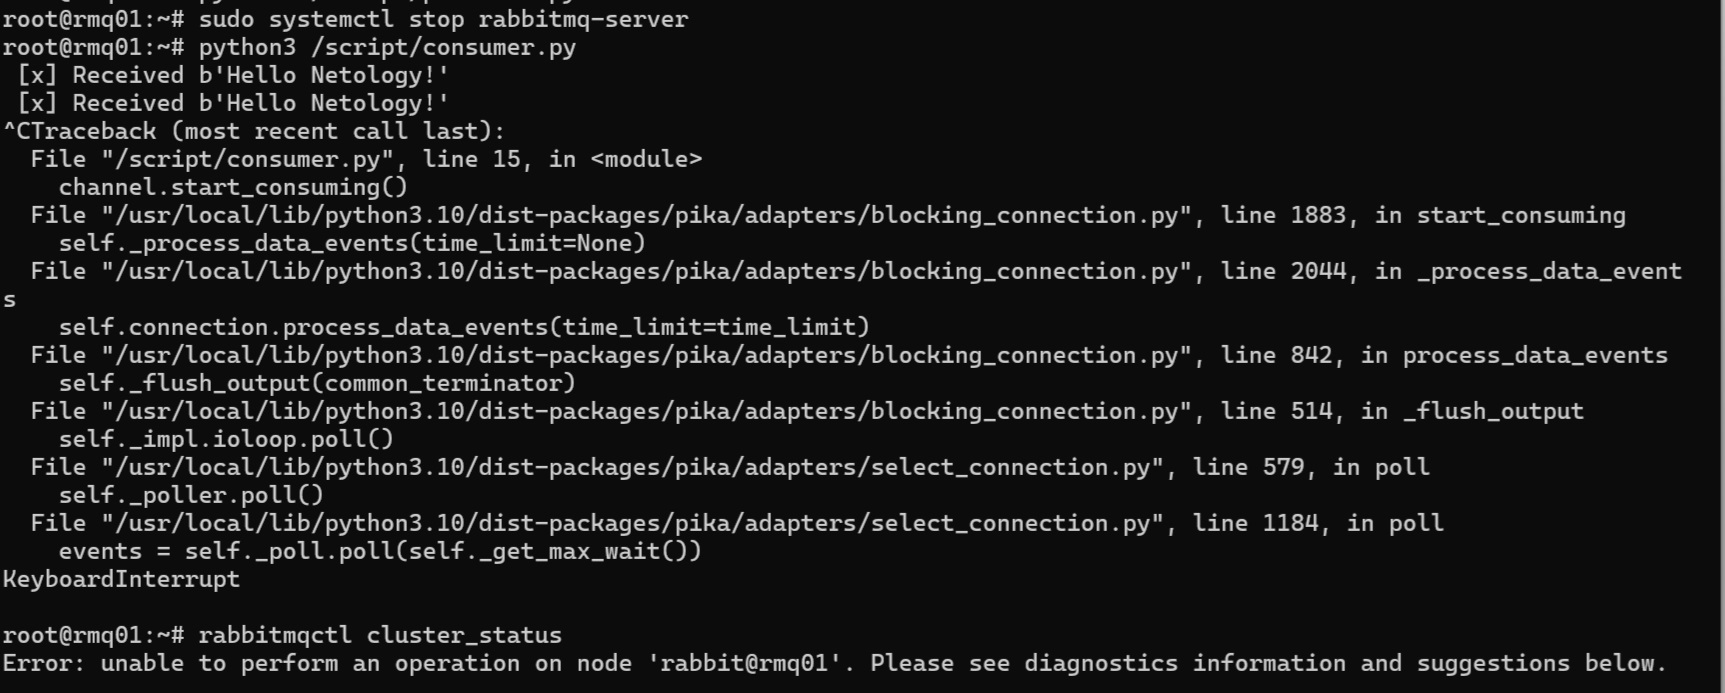 root@rmq01:~# sudo systemctl stop rabbitmq-server
root@rmq01:~# python3 /script/consumer.py
 [x] Received b'Hello Netology!'
 [x] Received b'Hello Netology!'
^CTraceback (most recent call last):
  File "/script/consumer.py", line 15, in <module>
    channel.start_consuming()
  File "/usr/local/lib/python3.10/dist-packages/pika/adapters/blocking_connection.py", line 1883, in start_consuming
    self._process_data_events(time_limit=None)
  File "/usr/local/lib/python3.10/dist-packages/pika/adapters/blocking_connection.py", line 2044, in _process_data_event
s
    self.connection.process_data_events(time_limit=time_limit)
  File "/usr/local/lib/python3.10/dist-packages/pika/adapters/blocking_connection.py", line 842, in process_data_events
    self._flush_output(common_terminator)
  File "/usr/local/lib/python3.10/dist-packages/pika/adapters/blocking_connection.py", line 514, in _flush_output
    self._impl.ioloop.poll()
  File "/usr/local/lib/python3.10/dist-packages/pika/adapters/select_connection.py", line 579, in poll
    self._poller.poll()
  File "/usr/local/lib/python3.10/dist-packages/pika/adapters/select_connection.py", line 1184, in poll
    events = self._poll.poll(self._get_max_wait())
KeyboardInterrupt

root@rmq01:~# rabbitmqctl cluster_status
Error: unable to perform an operation on node 'rabbit@rmq01'. Please see diagnostics information and suggestions below.